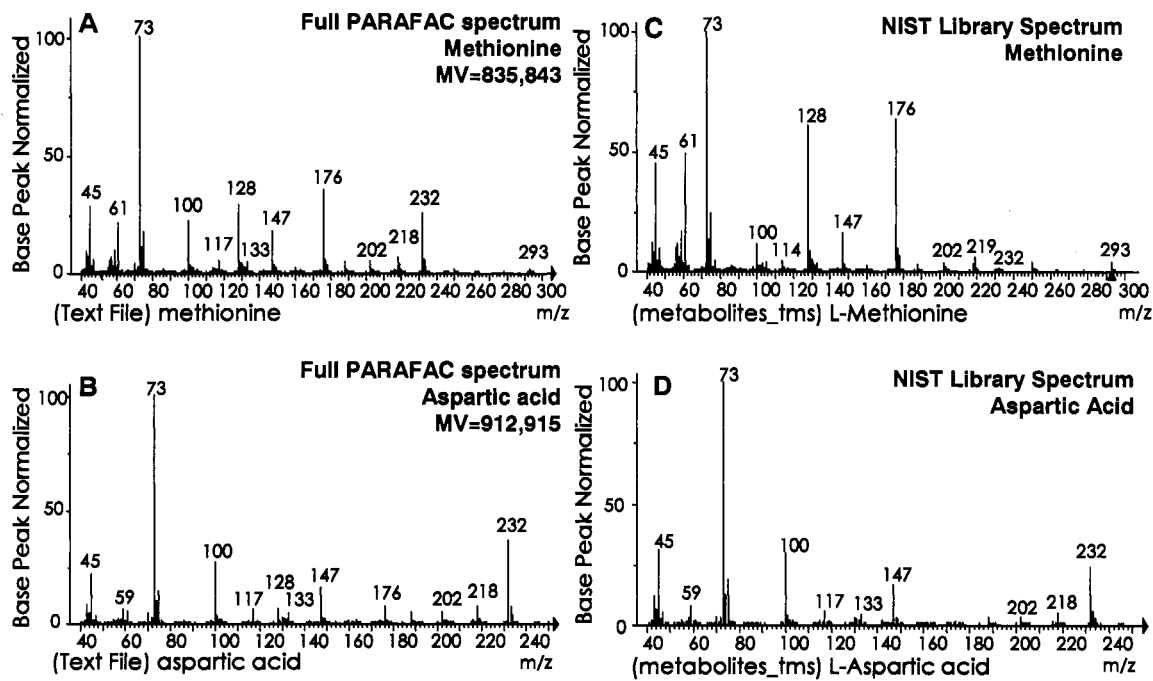 A
Full PARAFAC spectrum
Methionine
MV=835,843
Base Peak Normalized
100
50
0
73
45
61
100
117
128
133
147
176
202
218
232
293
40 60 80 100 120 140 160 180 200 220 240 260 280 300
(Text File) methionine
m/z
C
NIST Library Spectrum
Methionine
Base Peak Normalized
100
50
0
73
45
61
100
114
128
147
176
202
219
232
293
40 60 80 100 120 140 160 180 200 220 240 260 280 300
(metabolites_tms) L-Methionine
m/z
B
Full PARAFAC spectrum
Aspartic acid
MV=912,915
Base Peak Normalized
100
50
0
73
45
59
100
117
128
133
147
176
202
218
232
40 60 80 100 120 140 160 180 200 220 240
(Text File) aspartic acid
m/z
D
NIST Library Spectrum
Aspartic Acid
Base Peak Normalized
100
50
0
73
45
59
100
117
133
147
202
218
232
40 60 80 100 120 140 160 180 200 220 240
(metabolites_tms) L-Aspartic acid
m/z